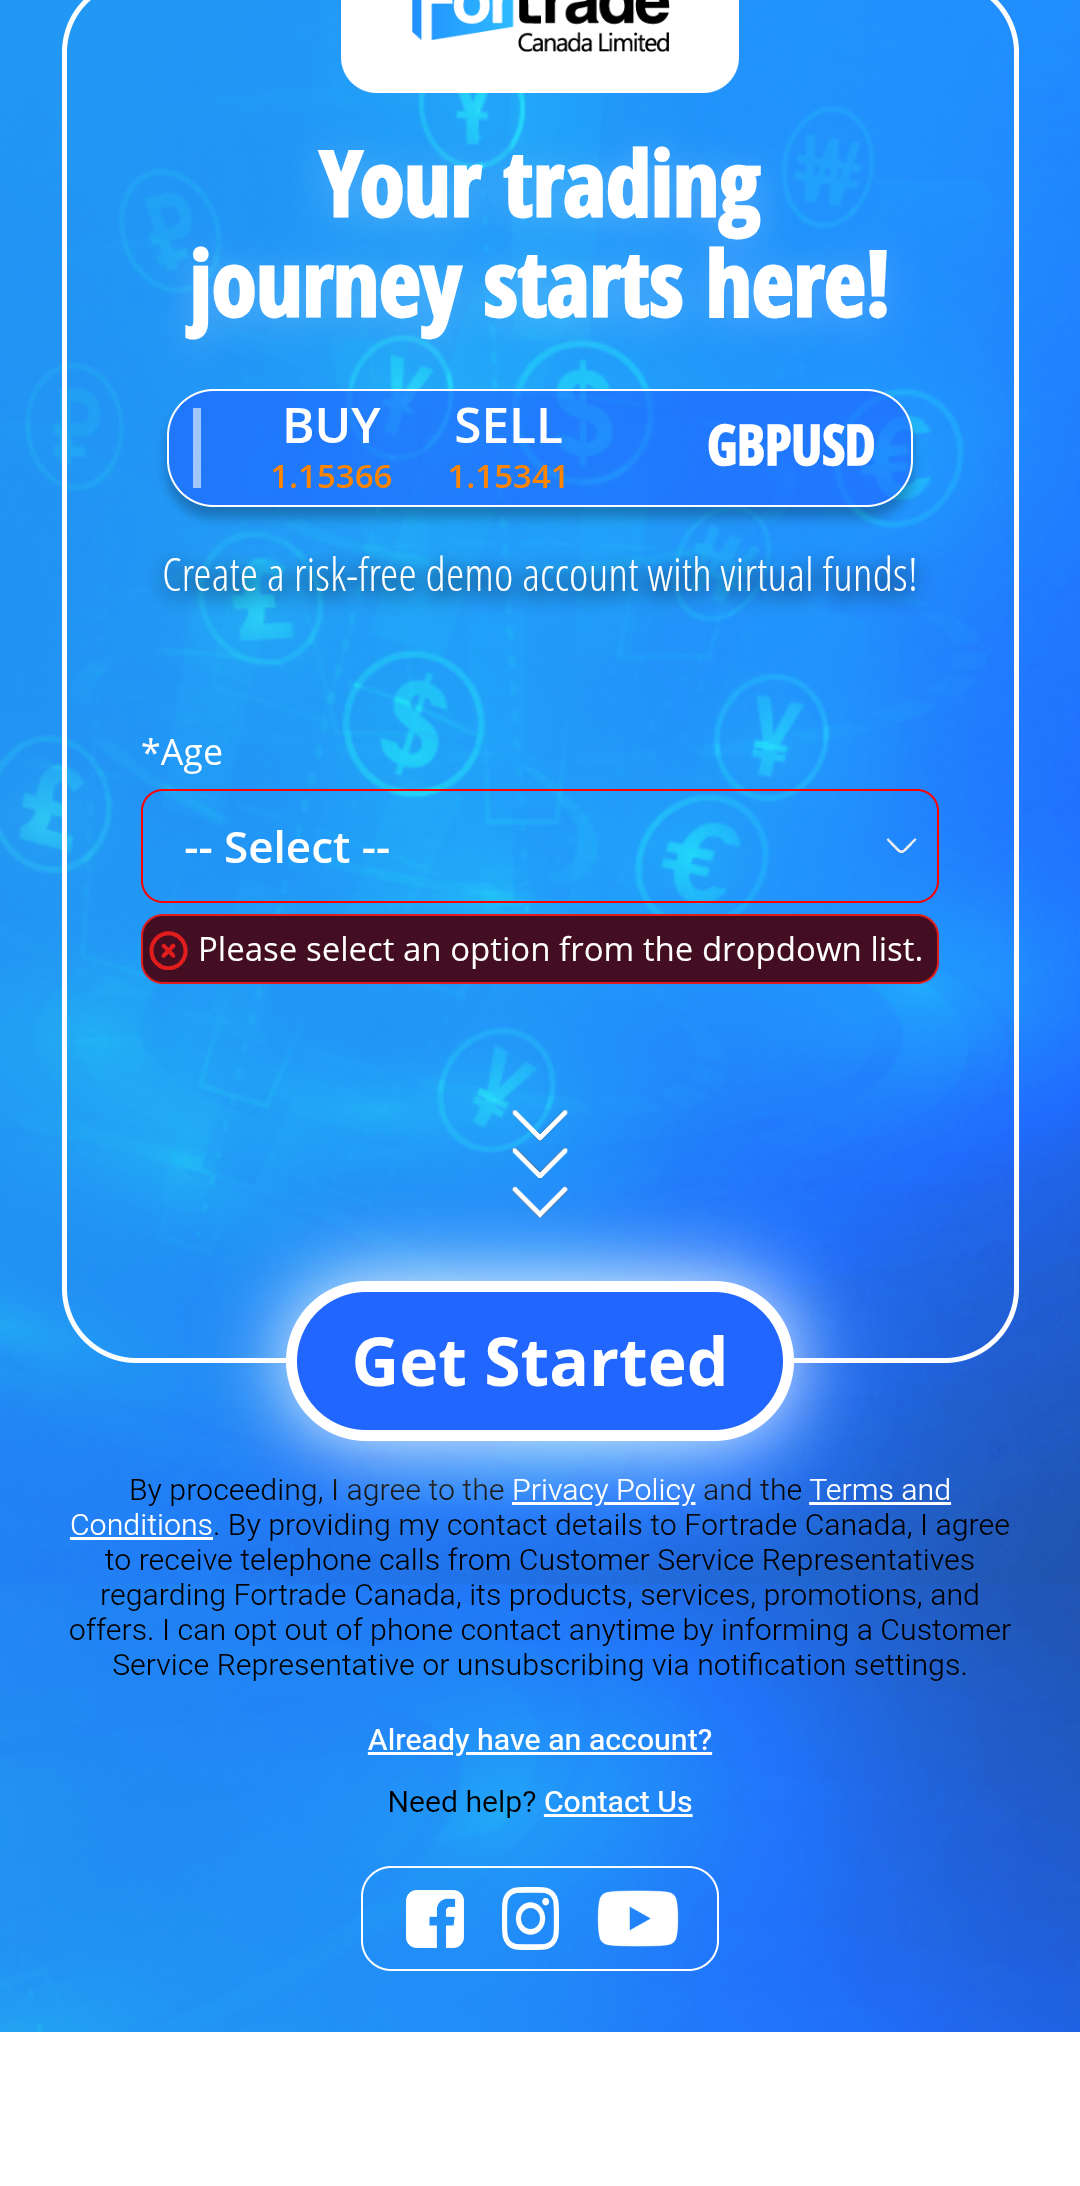 Fortrade
Canada Limited
Your trading
journey starts here!
BUY SELL
1.15366 1.15341
GBPUSD
Create a risk-free demo account with virtual funds!
*Age
-- Select --
Please select an option from the dropdown list.
Get Started
By proceeding, I agree to the Privacy Policy and the Terms and
Conditions. By providing my contact details to Fortrade Canada, I agree
to receive telephone calls from Customer Service Representatives
regarding Fortrade Canada, its products, services, promotions, and
offers. I can opt out of phone contact anytime by informing a Customer
Service Representative or unsubscribing via notification settings.
Already have an account?
Need help? Contact Us